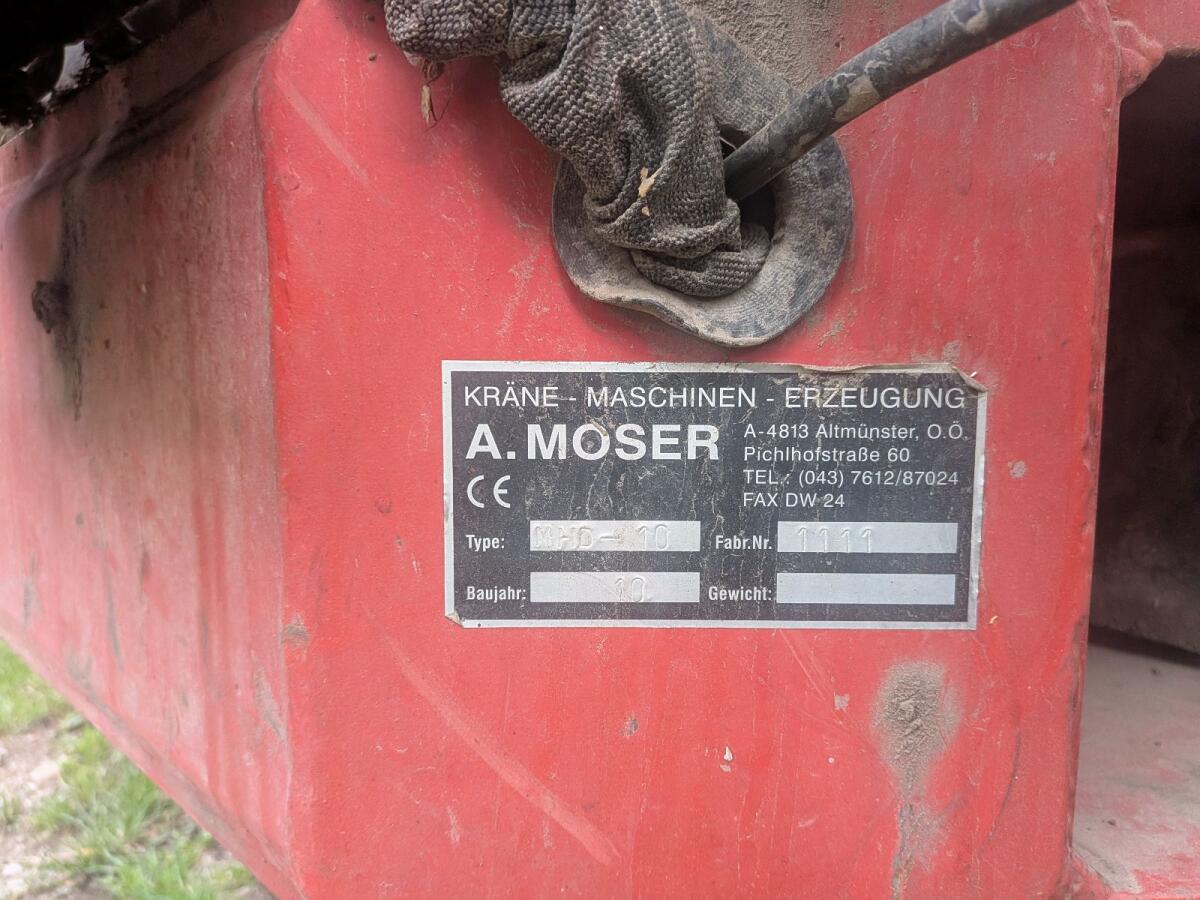 KRÄNE - MASCHINEN - ERZEUGUNG
A. MOSER
A-4813 Altmünster, O.Ö.
Pichlhofstraße 60
TEL.: (043) 7612/87024
FAX DW 24
CE
Type:
Fabr.Nr. 1111
Baujahr: 10
Gewicht: